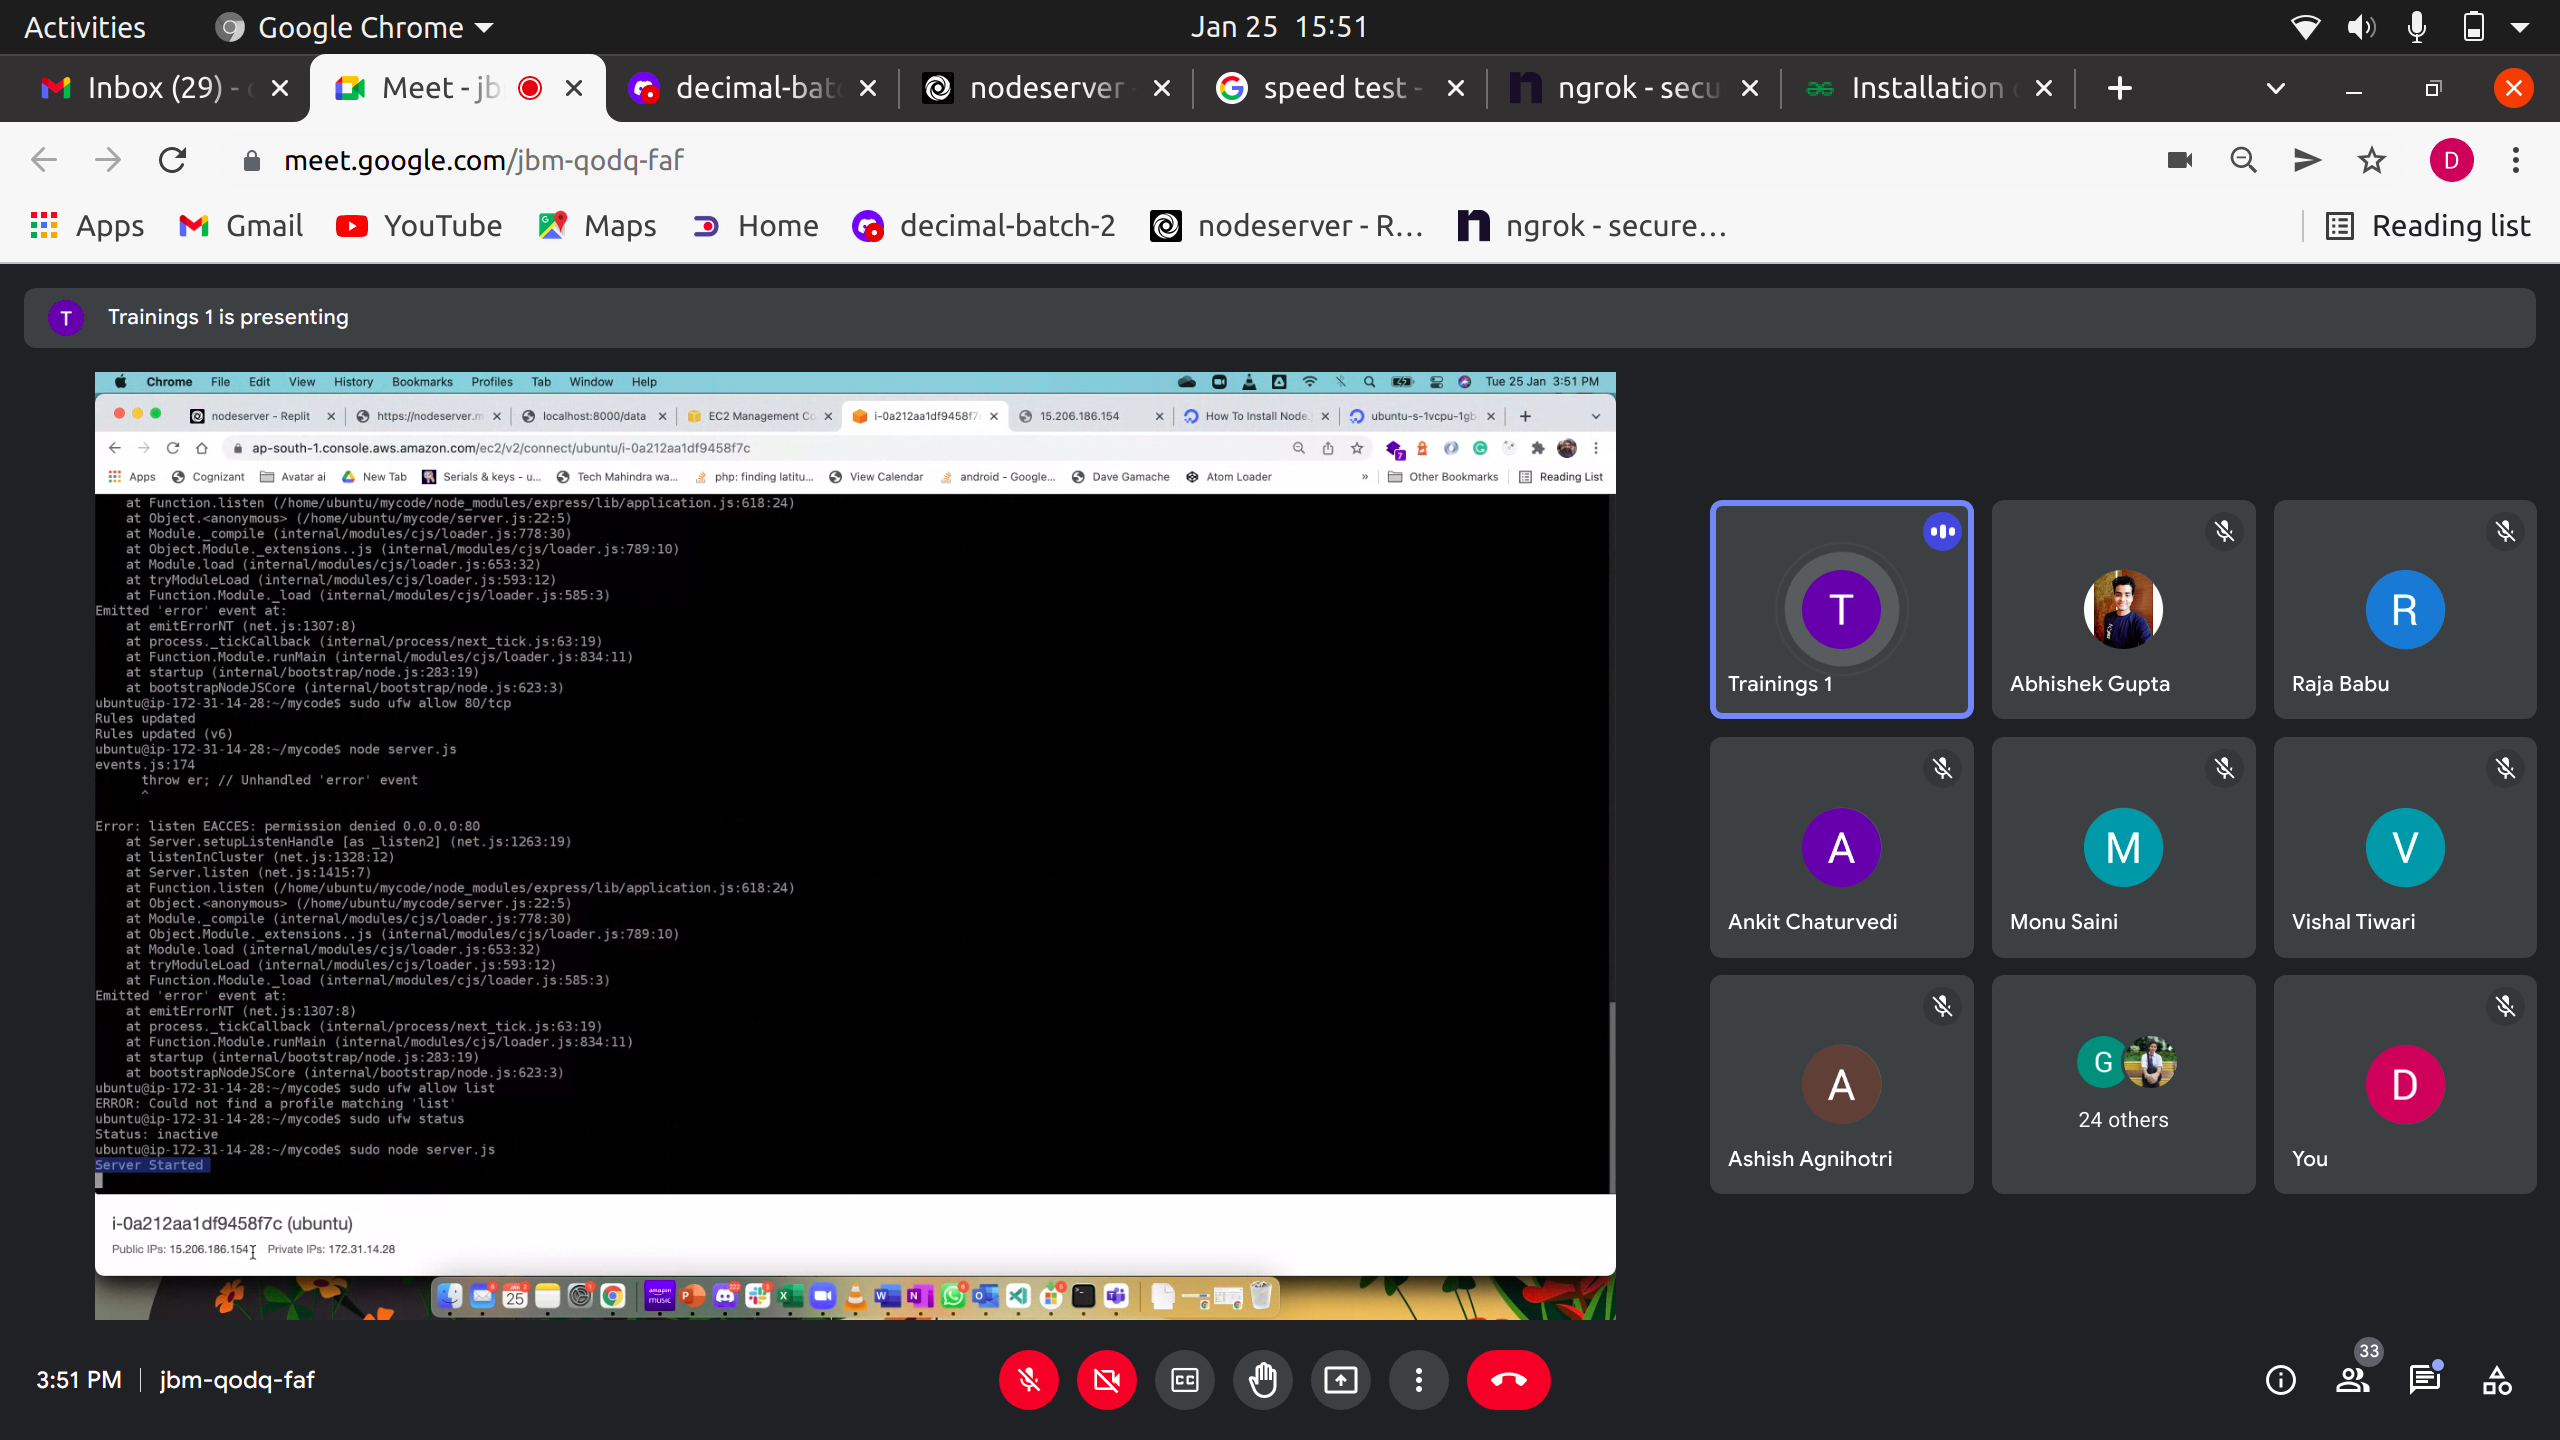 Activities
Google Chrome
Jan 25 15:51
Inbox (29) -
Meet - jb
decimal-bat
nodeserver
speed test -
ngrok - secu
Installation
meet.google.com/jbm-qodq-faf
D
Apps
Gmail
YouTube
Maps
Home
decimal-batch-2
nodeserver - R...
ngrok - secure...
Reading list
T
Trainings 1 is presenting
Chrome File Edit View History Bookmarks Profiles Tab Window Help
Tue 25 Jan 3:51 PM
nodeserver - Replit
https://nodeserver.m
localhost:8000/data
EC2 Management Co
i-0a212aa1df9458f7
15.206.186.154
How To Install Node.
ubuntu-s-1vcpu-1gb
ap-south-1.console.aws.amazon.com/ec2/v2/connect/ubuntu/i-0a212aa1df9458f7c
Apps
Cognizant
Avatar ai
New Tab
Serials & keys - u...
Tech Mahindra wa...
php: finding latitu...
View Calendar
android - Google...
Dave Gamache
Atom Loader
»
Other Bookmarks
Reading List
at Function.listen (/home/ubuntu/mycode/node_modules/express/lib/application.js:618:24)
at Object.<anonymous> (/home/ubuntu/mycode/server.js:22:5)
at Module._compile (internal/modules/cjs/loader.js:778:30)
at Object.Module._extensions..js (internal/modules/cjs/loader.js:789:10)
at Module.load (internal/modules/cjs/loader.js:653:32)
at tryModuleLoad (internal/modules/cjs/loader.js:593:12)
at Function.Module._load (internal/modules/cjs/loader.js:585:3)
Emitted 'error' event at:
at emitErrorNT (net.js:1307:8)
at process._tickCallback (internal/process/next_tick.js:63:19)
at Function.Module.runMain (internal/modules/cjs/loader.js:834:11)
at startup (internal/bootstrap/node.js:283:19)
at bootstrapNodeJSCore (internal/bootstrap/node.js:623:3)
ubuntu@ip-172-31-14-28:~/mycode$ sudo ufw allow 80/tcp
Rules updated
Rules updated (v6)
ubuntu@ip-172-31-14-28:~/mycode$ node server.js
events.js:174
throw er; // Unhandled 'error' event
^
Error: listen EACCES: permission denied 0.0.0.0:80
at Server.setupListenHandle [as _listen2] (net.js:1263:19)
at listenInCluster (net.js:1328:12)
at Server.listen (net.js:1415:7)
at Function.listen (/home/ubuntu/mycode/node_modules/express/lib/application.js:618:24)
at Object.<anonymous> (/home/ubuntu/mycode/server.js:22:5)
at Module._compile (internal/modules/cjs/loader.js:778:30)
at Object.Module._extensions..js (internal/modules/cjs/loader.js:789:10)
at Module.load (internal/modules/cjs/loader.js:653:32)
at tryModuleLoad (internal/modules/cjs/loader.js:593:12)
at Function.Module._load (internal/modules/cjs/loader.js:585:3)
Emitted 'error' event at:
at emitErrorNT (net.js:1307:8)
at process._tickCallback (internal/process/next_tick.js:63:19)
at Function.Module.runMain (internal/modules/cjs/loader.js:834:11)
at startup (internal/bootstrap/node.js:283:19)
at bootstrapNodeJSCore (internal/bootstrap/node.js:623:3)
ubuntu@ip-172-31-14-28:~/mycode$ sudo ufw allow list
ERROR: Could not find a profile matching 'list'
ubuntu@ip-172-31-14-28:~/mycode$ sudo ufw status
Status: inactive
ubuntu@ip-172-31-14-28:~/mycode$ sudo node server.js
Server Started
i-0a212aa1df9458f7c (ubuntu)
Public IPs: 15.206.186.154 Private IPs: 172.31.14.28
T
Trainings 1
Abhishek Gupta
R
Raja Babu
A
Ankit Chaturvedi
M
Monu Saini
V
Vishal Tiwari
A
Ashish Agnihotri
G
24 others
D
You
3:51 PM
jbm-qodq-faf
CC
33